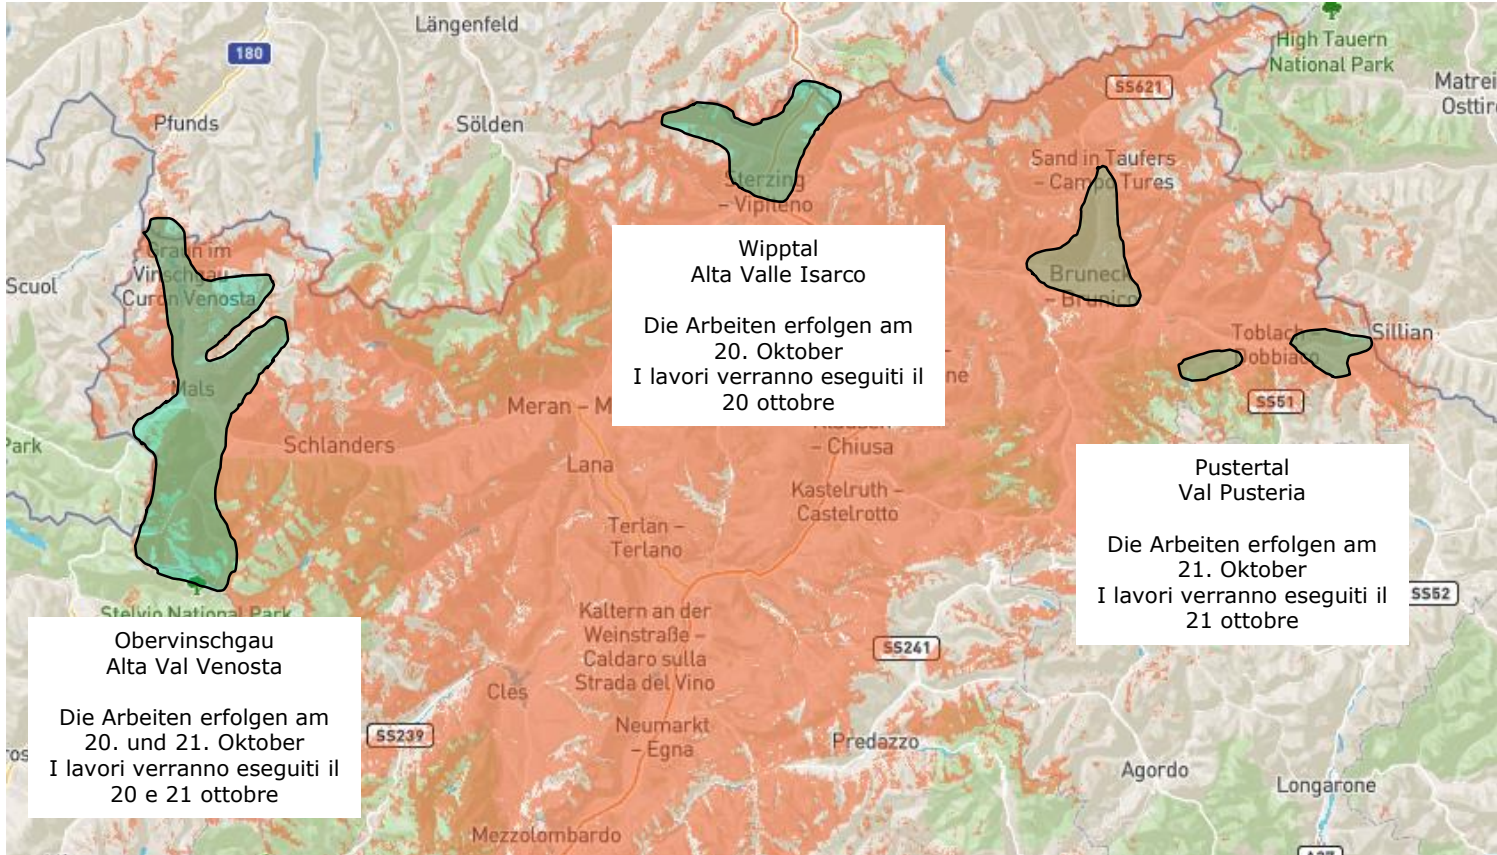 Längenfeld
180
High Tauern
National Park
SS621
Matrei
Osttir
Pfunds
Sölden
Sand in Taufers
– Campo Tures
Sterzing
– Vipiteno
Graun im
Vinschgau
Curon Venosta
Scuol
Bruneck
– Brunico
Wipptal
Alta Valle Isarco
Die Arbeiten erfolgen am
20. Oktober
I lavori verranno eseguiti il
20 ottobre
Toblach –
Dobbiaco
Sillian
ne
Mals
SS51
Meran – M
Park
Schlanders
– Chiusa
Lana
Kastelruth –
Castelrotto
Pustertal
Val Pusteria
Die Arbeiten erfolgen am
21. Oktober
I lavori verranno eseguiti il
21 ottobre
Terlan –
Terlano
SS52
Stelvio National Park
Kaltern an der
Weinstraße –
Caldaro sulla
Strada del Vino
SS241
Obervinschgau
Alta Val Venosta
Die Arbeiten erfolgen am
20. und 21. Oktober
I lavori verranno eseguiti il
20 e 21 ottobre
Cles
SS239
Neumarkt
– Egna
Predazzo
ros
Agordo
Longarone
Mezzolombardo